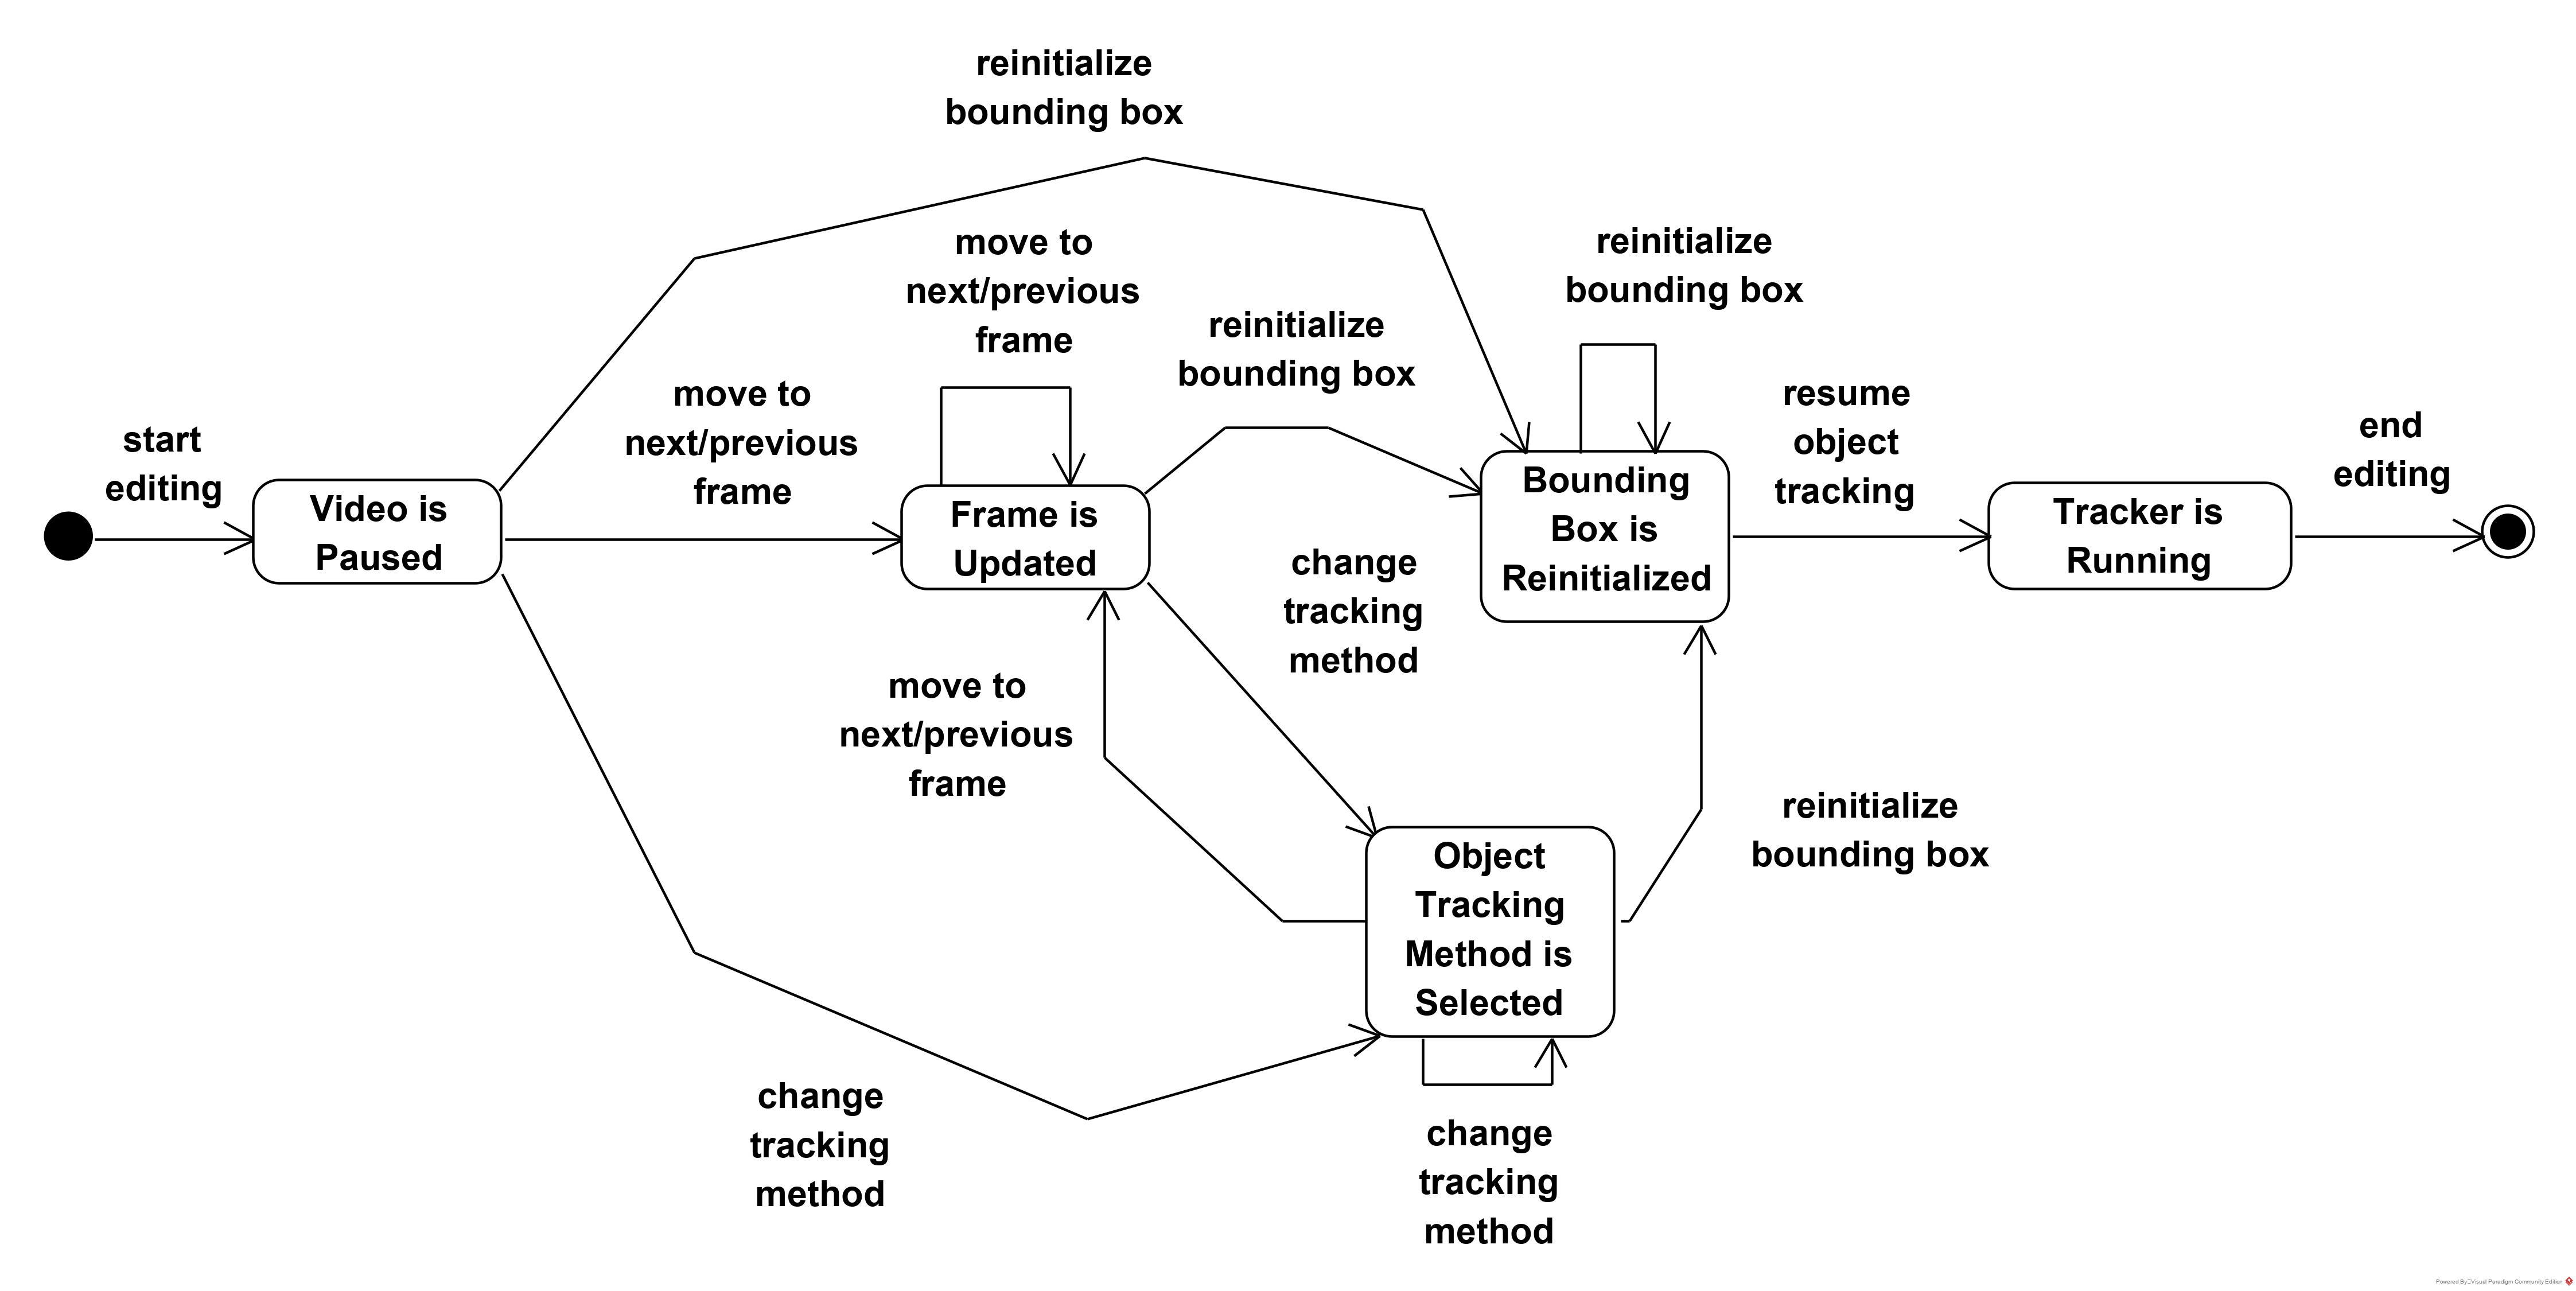 reinitialize
bounding box
move to
next/previous
frame
reinitialize
bounding box
reinitialize
bounding box
move to
next/previous
frame
resume
object
tracking
start
editing
end
editing
Video is
Paused
Frame is
Updated
Bounding
Box is
Reinitialized
Tracker is
Running
change
tracking
method
move to
next/previous
frame
reinitialize
bounding box
Object
Tracking
Method is
Selected
change
tracking
method
change
tracking
method
Powered By Visual Paradigm Community Edition